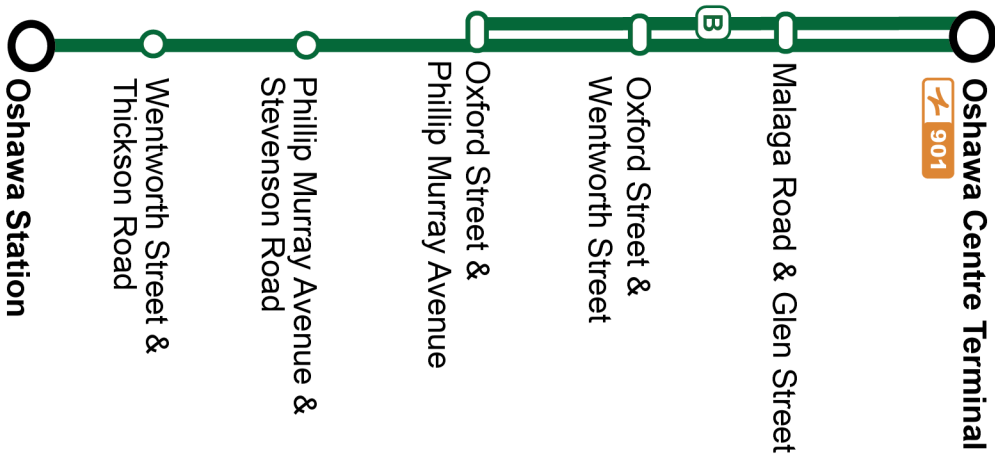 Oshawa Station
Wentworth Street &
Thickson Road
Phillip Murray Avenue &
Stevenson Road
Oxford Street &
Phillip Murray Avenue
Oxford Street &
Wentworth Street
B
Malaga Road & Glen Street
Oshawa Centre Terminal
901